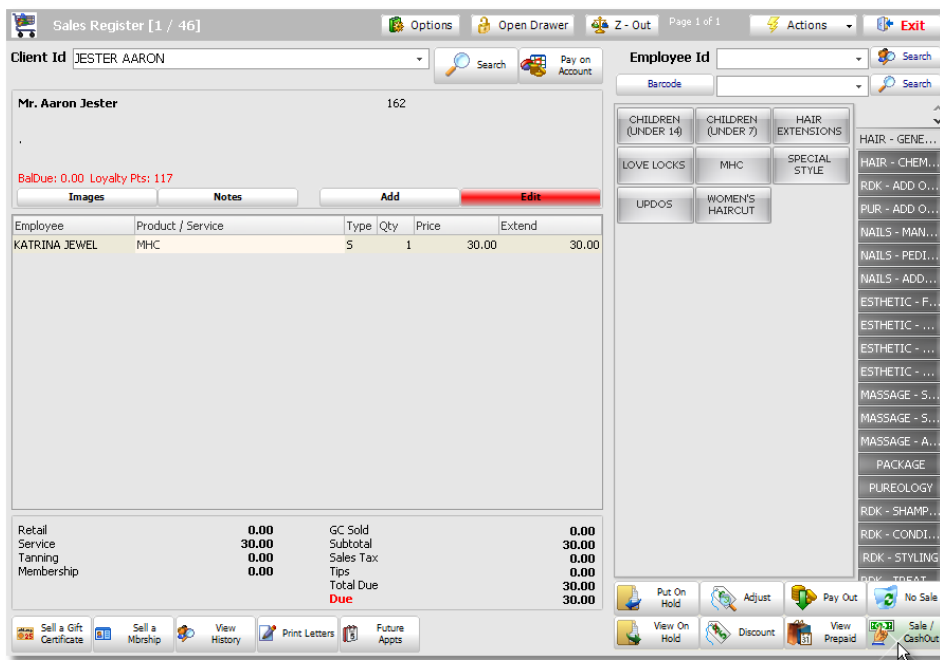 Sales Register [1 / 46]
Options
Open Drawer
Z - Out
Page 1 of 1
Actions
Exit
Client Id JESTER AARON
Search
Pay on
Account
Employee Id
Search
Barcode
Search
Mr. Aaron Jester 162
.
BalDue: 0.00 Loyalty Pts: 117
Images Notes Add Edit
Employee Product / Service Type Qty Price Extend
KATRINA JEWEL MHC S 1 30.00 30.00
CHILDREN
(UNDER 14)
CHILDREN
(UNDER 7)
HAIR
EXTENSIONS
LOVE LOCKS
MHC
SPECIAL
STYLE
UPDOS
WOMEN'S
HAIRCUT
HAIR - GENE...
HAIR - CHEM...
RDK - ADD O...
PUR - ADD O...
NAILS - MAN...
NAILS - PEDI...
NAILS - ADD...
ESTHETIC - F...
ESTHETIC - ...
ESTHETIC - ...
ESTHETIC - ...
MASSAGE - S...
MASSAGE - S...
MASSAGE - A...
PACKAGE
PUREOLOGY
RDK - SHAMP...
RDK - CONDI...
RDK - STYLING
RDK - TREAT
Retail 0.00
Service 30.00
Tanning 0.00
Membership 0.00
GC Sold 0.00
Subtotal 30.00
Sales Tax 0.00
Tips 0.00
Total Due 30.00
Due 30.00
Put On
Hold
Adjust
Pay Out
No Sale
View On
Hold
Discount
View
Prepaid
Sale /
CashOut
Sell a Gift
Certificate
Sell a
Mbrship
View
History
Print Letters
Future
Appts